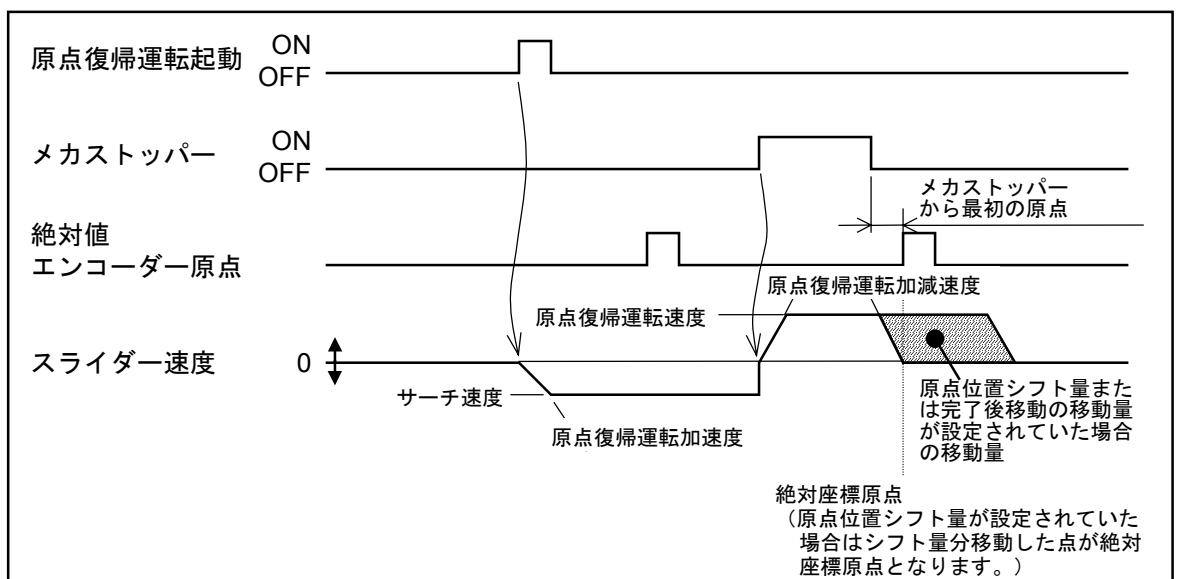 原点復帰運転起動
ON
OFF
メカストッパー
ON
OFF
メカストッパー
から最初の原点
絶対値
エンコーダー原点
原点復帰運転加減速度
原点復帰運転速度
スライダー速度
0
サーチ速度
原点復帰運転加速度
原点位置シフト量また
は完了後移動の移動量
が設定されていた場合
の移動量
絶対座標原点
(原点位置シフト量が設定されていた
場合はシフト量分移動した点が絶対
座標原点となります。)